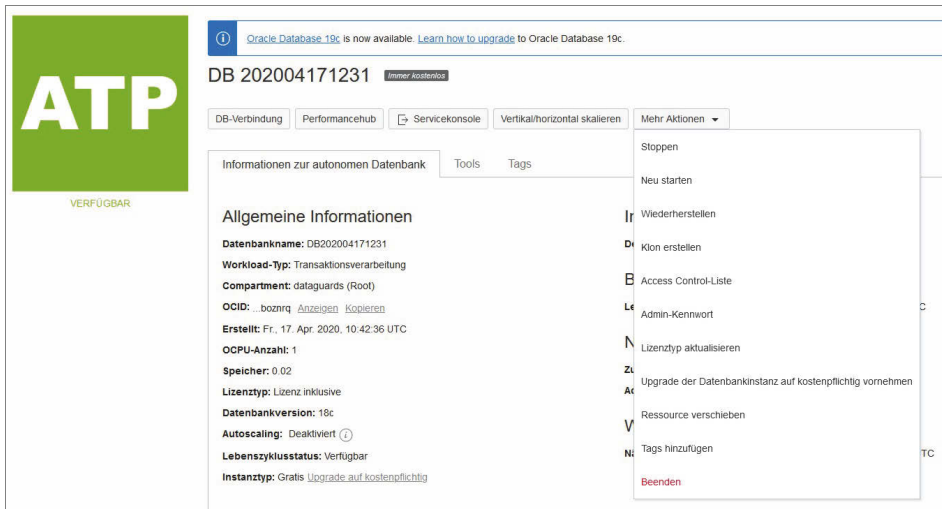 ATP
VERFÜGBAR
Oracle Database 19c is now available. Learn how to upgrade to Oracle Database 19c.
DB 202004171231 Immer kostenlos
DB-Verbindung Performancehub Servicekonsole Vertikal/horizontal skalieren Mehr Aktionen
Informationen zur autonomen Datenbank Tools Tags
Allgemeine Informationen
Datenbankname: DB202004171231
Workload-Typ: Transaktionsverarbeitung
Compartment: dataguards (Root)
OCID: ...boznrq Anzeigen Kopieren
Erstellt: Fr., 17. Apr. 2020, 10:42:36 UTC
OCPU-Anzahl: 1
Speicher: 0.02
Lizenztyp: Lizenz inklusive
Datenbankversion: 18c
Autoscaling: Deaktiviert
Lebenszyklusstatus: Verfügbar
Instanztyp: Gratis Upgrade auf kostenpflichtig
Stoppen
Neu starten
Wiederherstellen
Klon erstellen
Access Control-Liste
Admin-Kennwort
Lizenztyp aktualisieren
Upgrade der Datenbankinstanz auf kostenpflichtig vornehmen
Ressource verschieben
Tags hinzufügen
Beenden